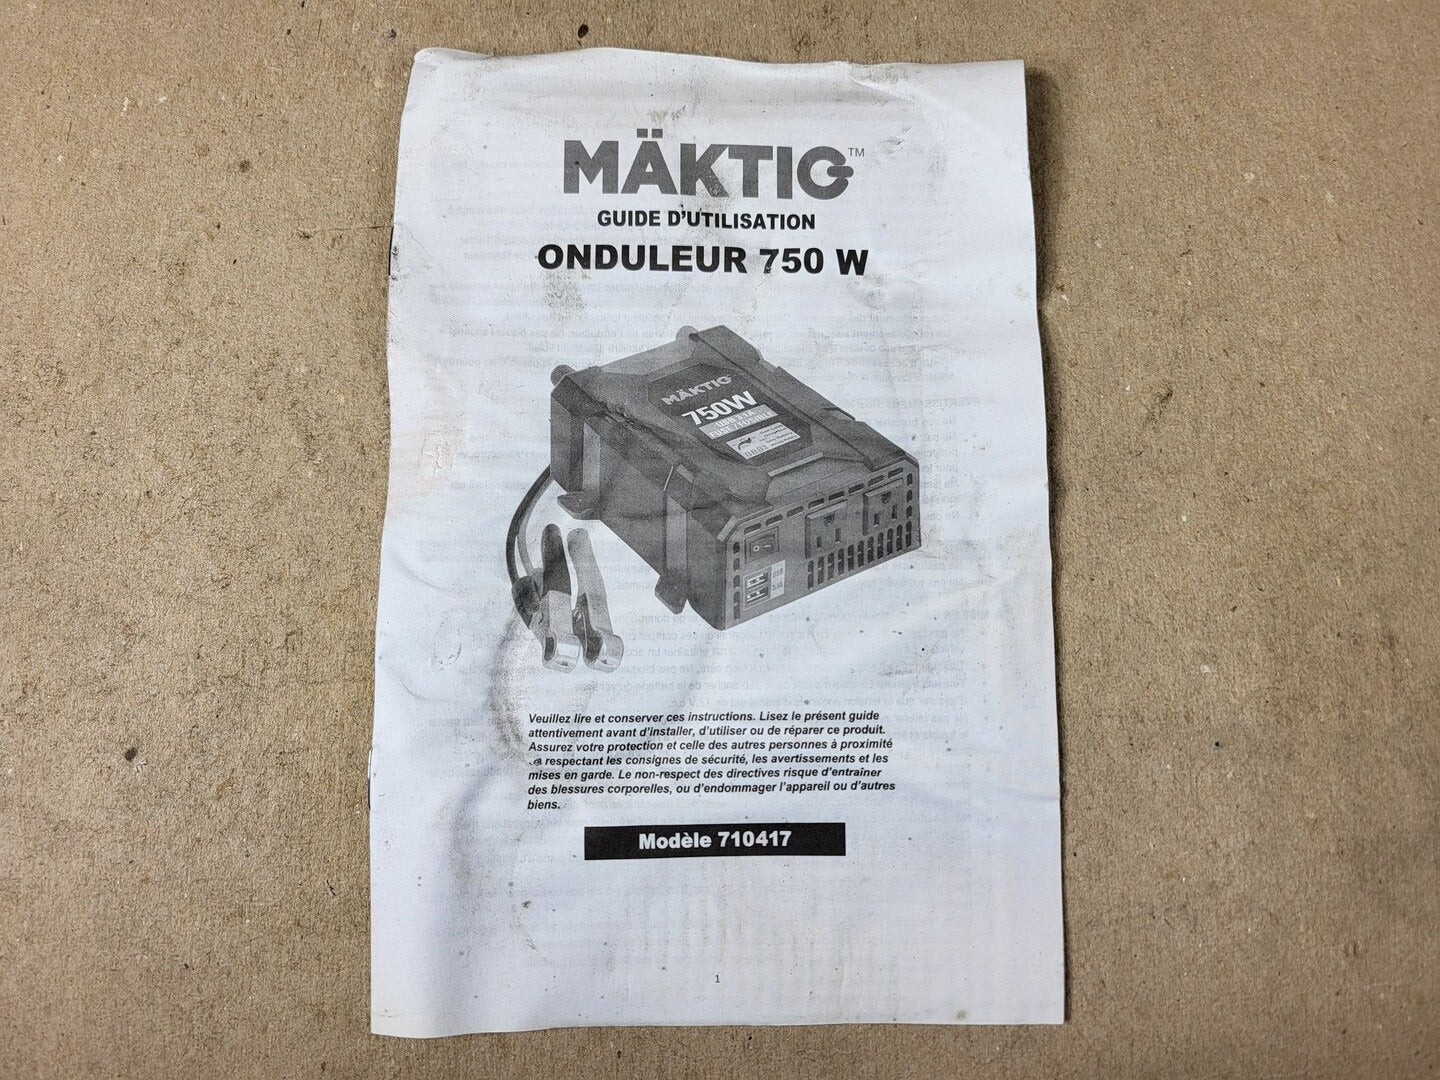 MÄKTIG™
GUIDE D'UTILISATION
ONDULEUR 750 W
MÄKTIG
750W
FUSE / FUSIBLE
USB
Veuillez lire et conserver ces instructions. Lisez le présent guide
attentivement avant d'installer, d'utiliser ou de réparer ce produit.
Assurez votre protection et celle des autres personnes à proximité
respectant les consignes de sécurité, les avertissements et les
mises en garde. Le non-respect des directives risque d'entraîner
des blessures corporelles, ou d'endommager l'appareil ou d'autres
biens.
Modèle 710417
1